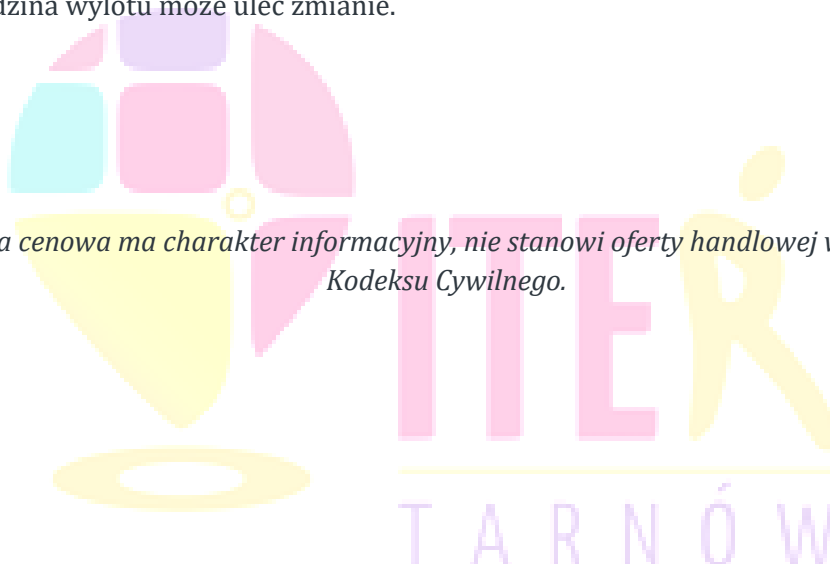 dzina wylotu może ulec zmianie.
a cenowa ma charakter informacyjny, nie stanowi oferty handlowej w
Kodeksu Cywilnego.
ITER
TARNÓW